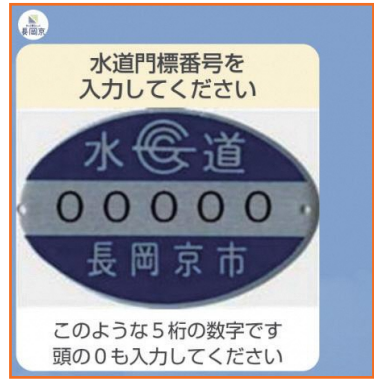 長岡京
水道門標番号を
入力してください
水 道
00000
長岡京市
このような5桁の数字です
頭の0も入力してください